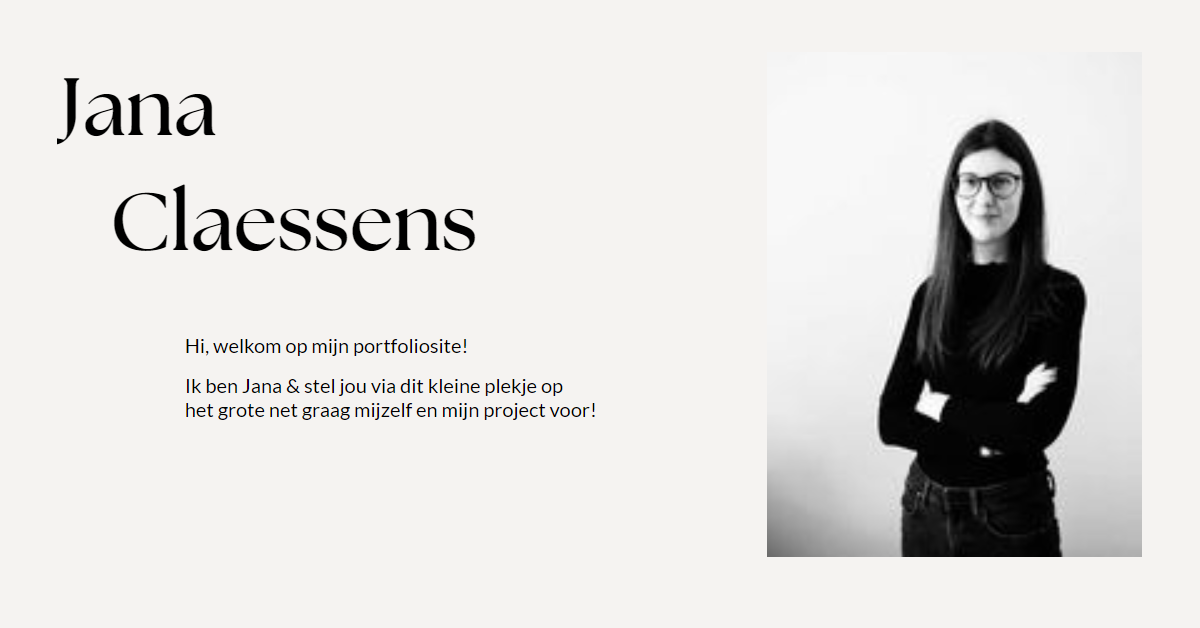 Jana
Claessens
Hi, welkom op mijn portfoliosite!
Ik ben Jana & stel jou via dit kleine plekje op
het grote net graag mijzelf en mijn project voor!